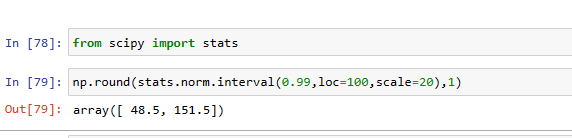 In [78]: from scipy import stats
In [79]: np.round(stats.norm.interval(0.99,loc=100,scale=20),1)
Out[79]: array([ 48.5, 151.5])